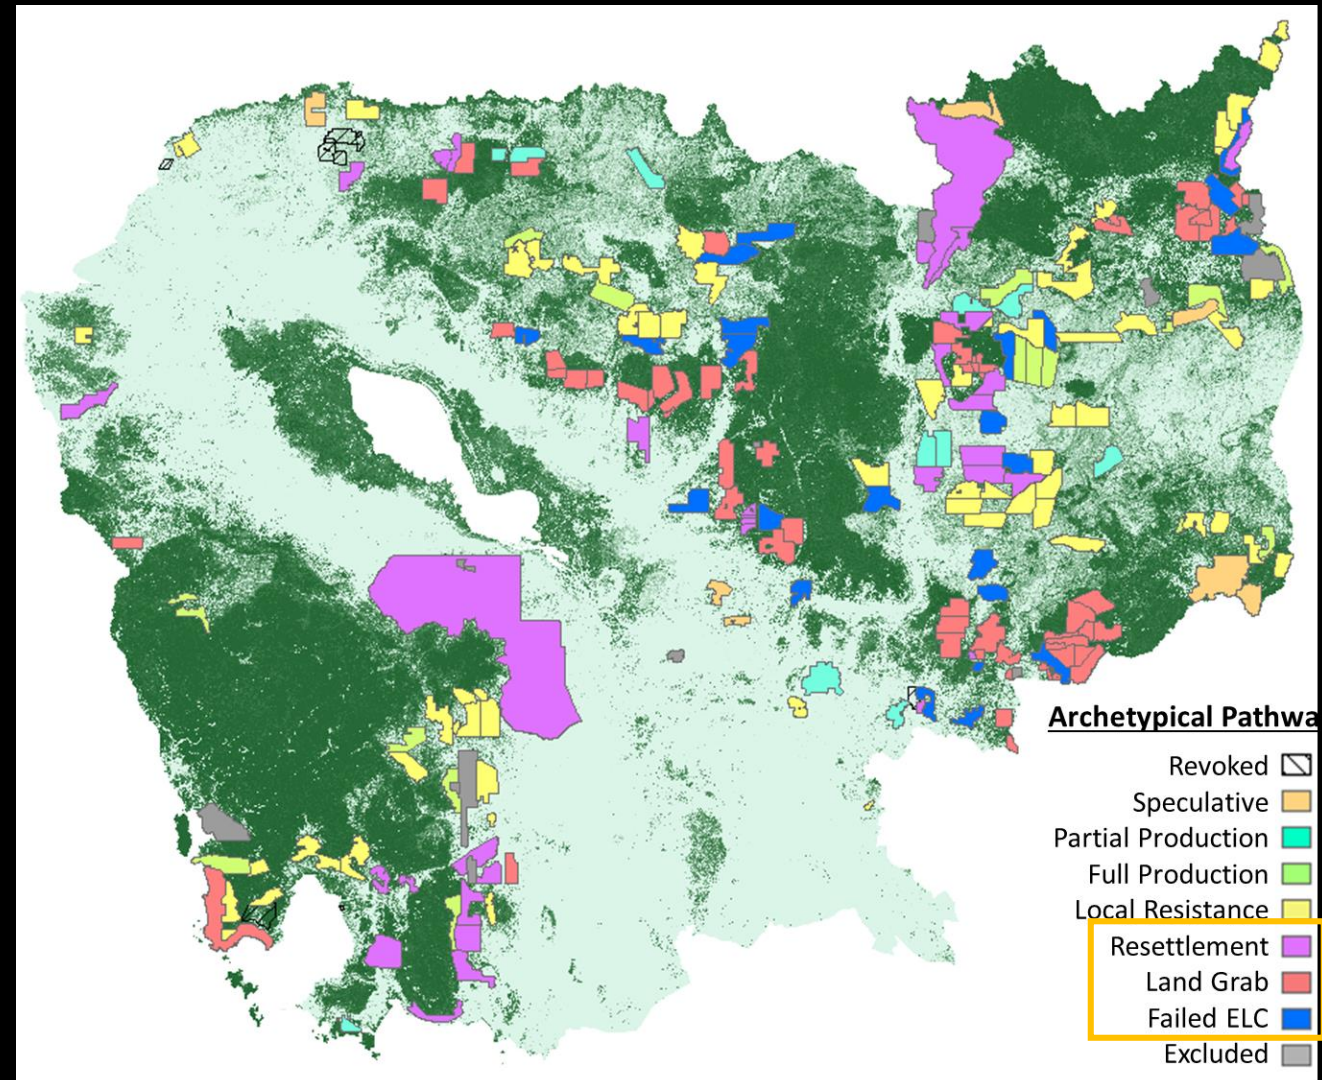 Archetypical Pathwa
Revoked
Speculative
Partial Production
Full Production
Local Resistance
Resettlement
Land Grab
Failed ELC
Excluded